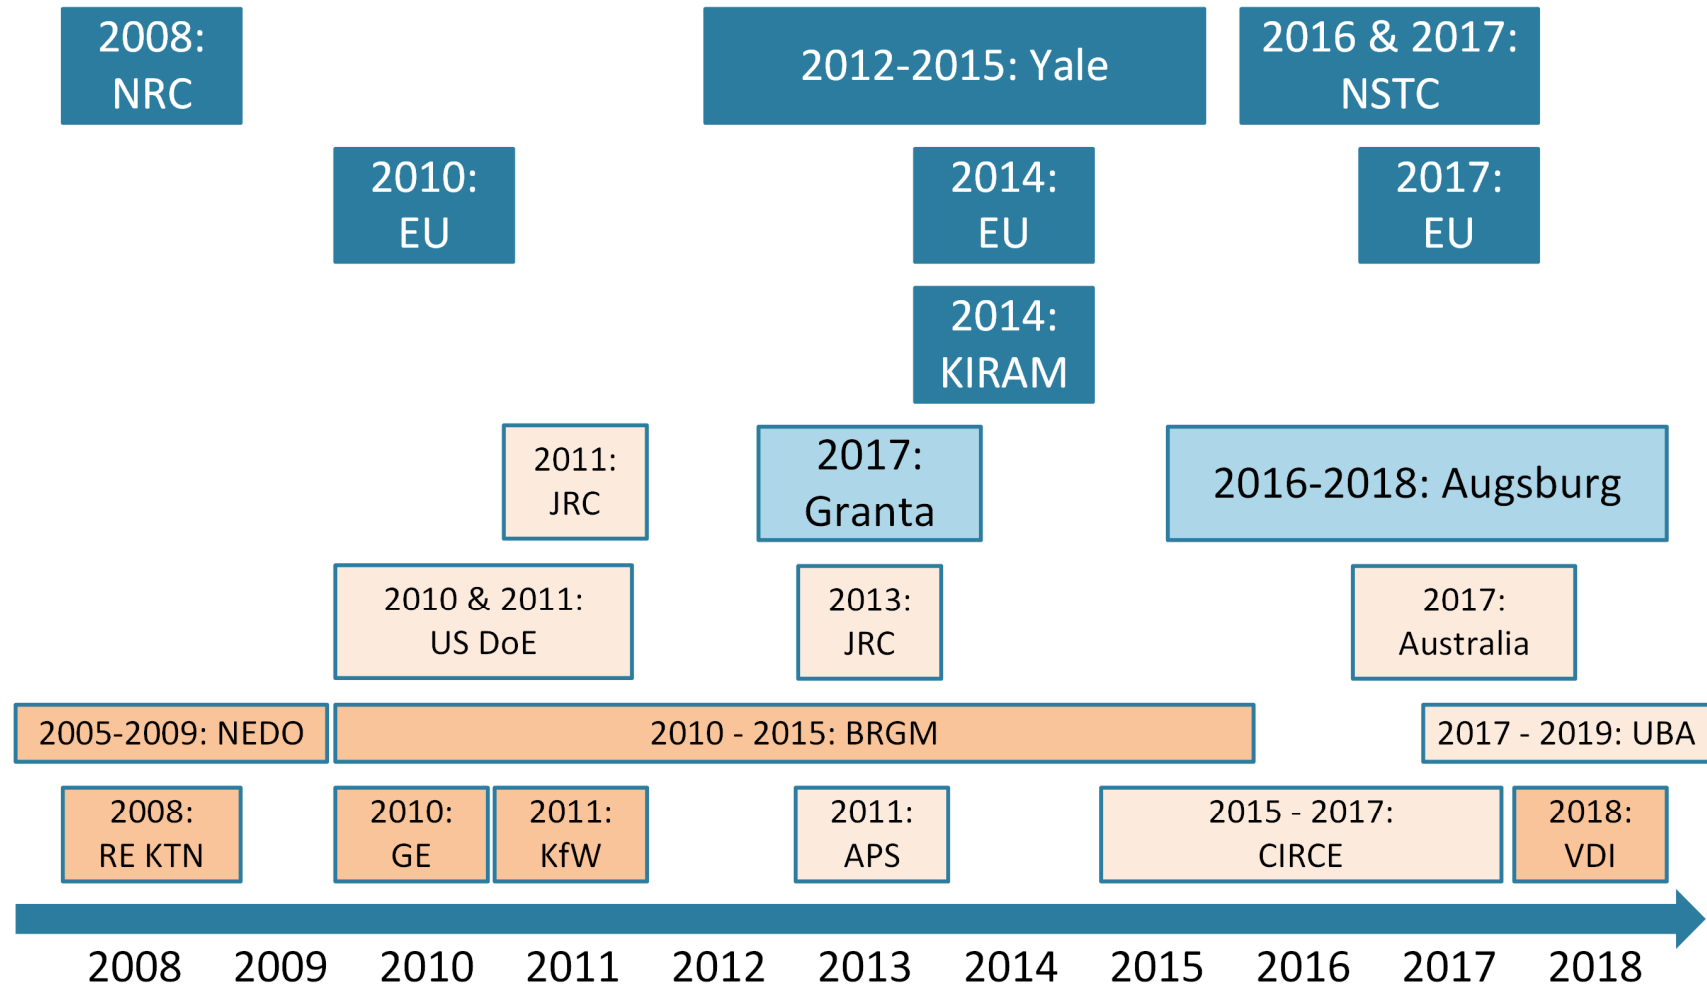 2008:
NRC
2012-2015: Yale
2016 & 2017:
NSTC
2010:
EU
2014:
EU
2017:
EU
2014:
KIRAM
2011:
JRC
2017:
Granta
2016-2018: Augsburg
2010 & 2011:
US DoE
2013:
JRC
2017:
Australia
2005-2009: NEDO
2010 - 2015: BRGM
2017 - 2019: UBA
2008:
RE KTN
2010:
GE
2011:
KfW
2011:
APS
2015 - 2017:
CIRCE
2018:
VDI
2008 2009 2010 2011 2012 2013 2014 2015 2016 2017 2018